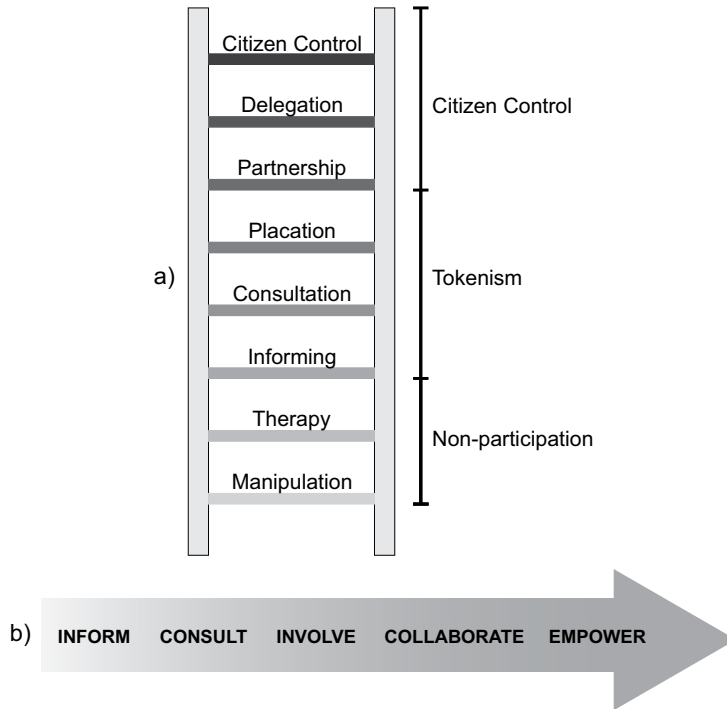 Citizen Control
Delegation
Citizen Control
Partnership
Placation
a)
Tokenism
Consultation
Informing
Therapy
Non-participation
Manipulation
b) INFORM CONSULT INVOLVE COLLABORATE EMPOWER